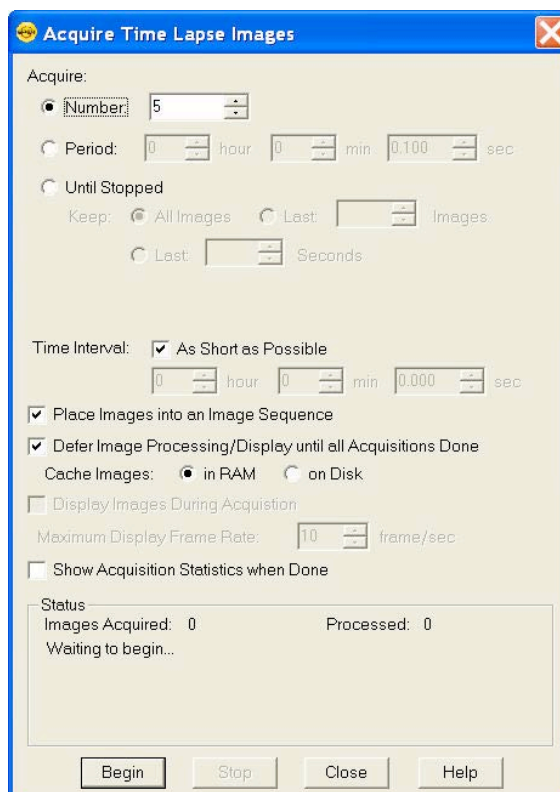 Acquire Time Lapse Images
Acquire:
Number: 5
Period: 0 hour 0 min 0.100 sec
Until Stopped
Keep: All Images Last: Images
Last: Seconds
Time Interval: As Short as Possible
0 hour 0 min 0.000 sec
Place Images into an Image Sequence
Defer Image Processing/Display until all Acquisitions Done
Cache Images: in RAM on Disk
Display Images During Acquistion
Maximum Display Frame Rate: 10 frame/sec
Show Acquisition Statistics when Done
Status
Images Acquired: 0 Processed: 0
Waiting to begin...
Begin Stop Close Help